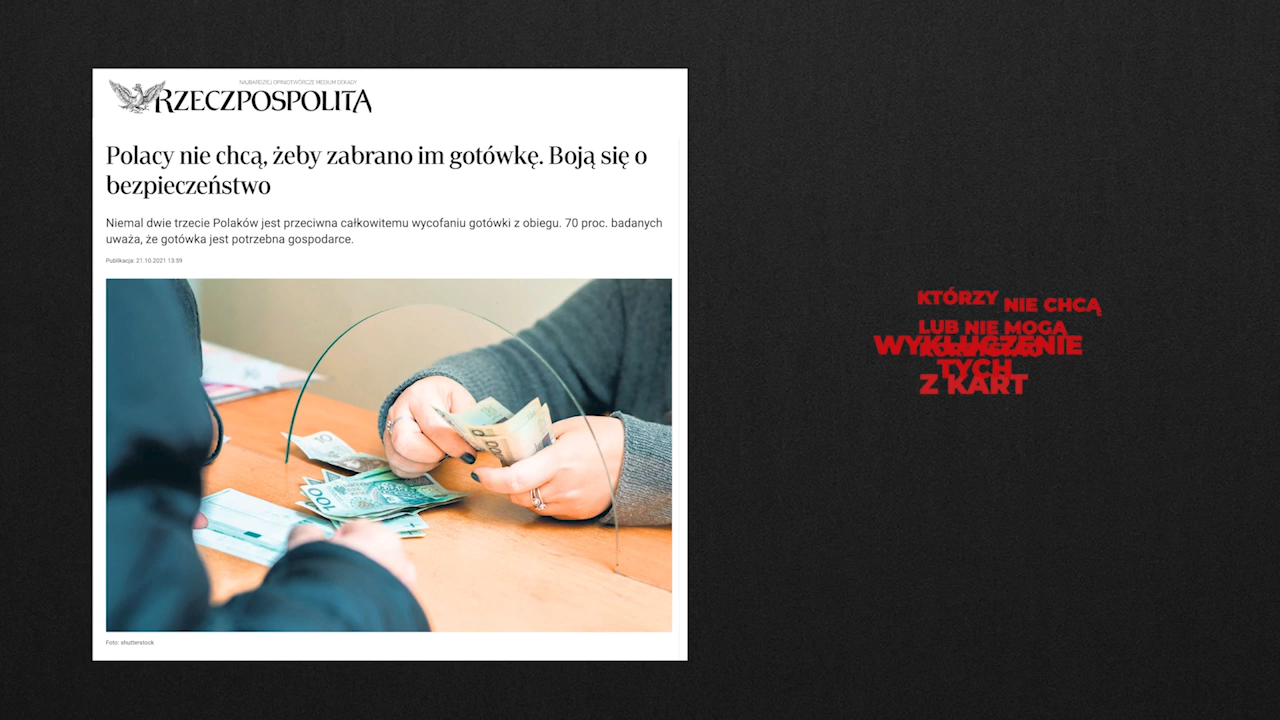 NAJBARDZIEJ OPINIOTWÓRCZE MEDIUM DEKADY
RZECZPOSPOLITA
Polacy nie chcą, żeby zabrano im gotówkę. Boją się o
bezpieczeństwo
Niemal dwie trzecie Polaków jest przeciwna całkowitemu wycofaniu gotówki z obiegu. 70 proc. badanych
uważa, że gotówka jest potrzebna gospodarce.
Publikacja: 21.10.2021 13:59
Foto: shutterstock
KTÓRZY NIE CHCĄ
LUB NIE MOGĄ
WYKLUCZENIE
TYCH
Z KART